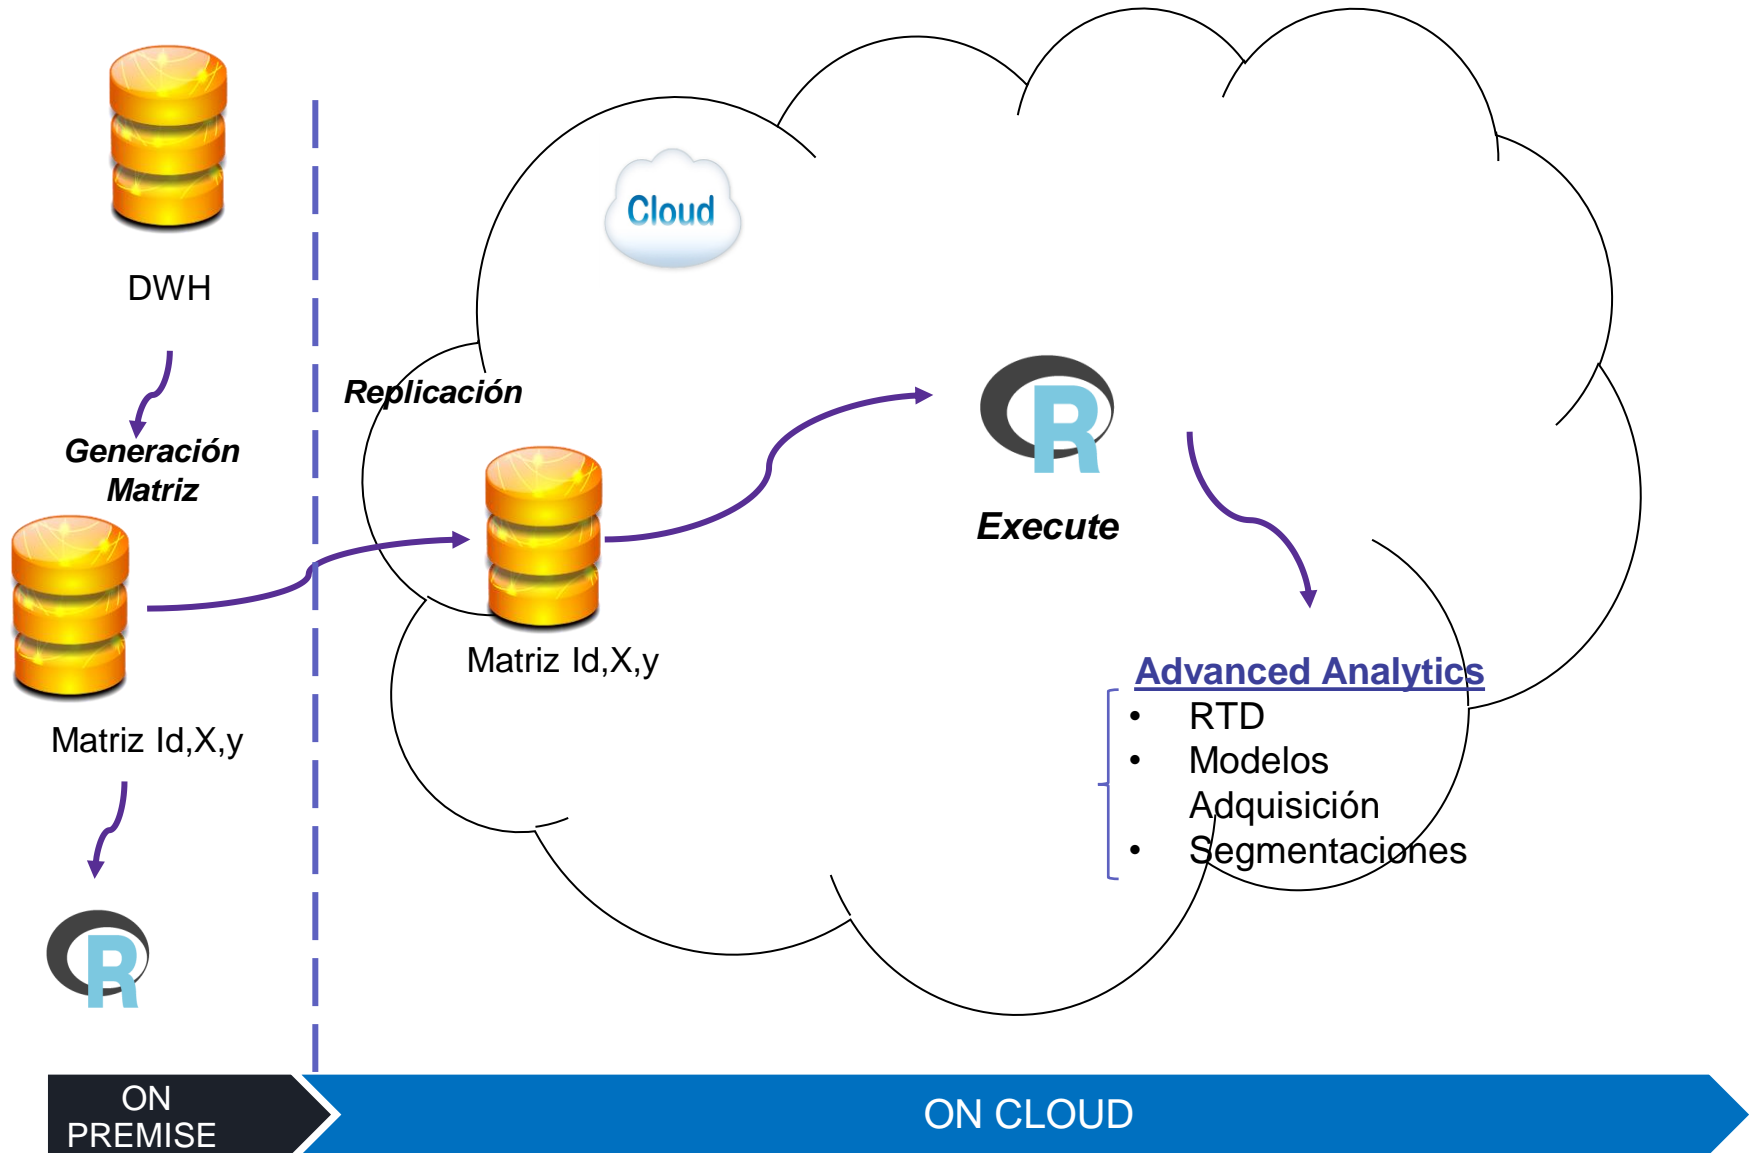 Cloud
DWH
Replicación
Generación
Matriz
R
Execute
Matriz Id,X,y
Advanced Analytics
• RTD
Matriz Id,X,y
• Modelos
Adquisición
• Segmentaciones
R
ON
PREMISE
ON CLOUD